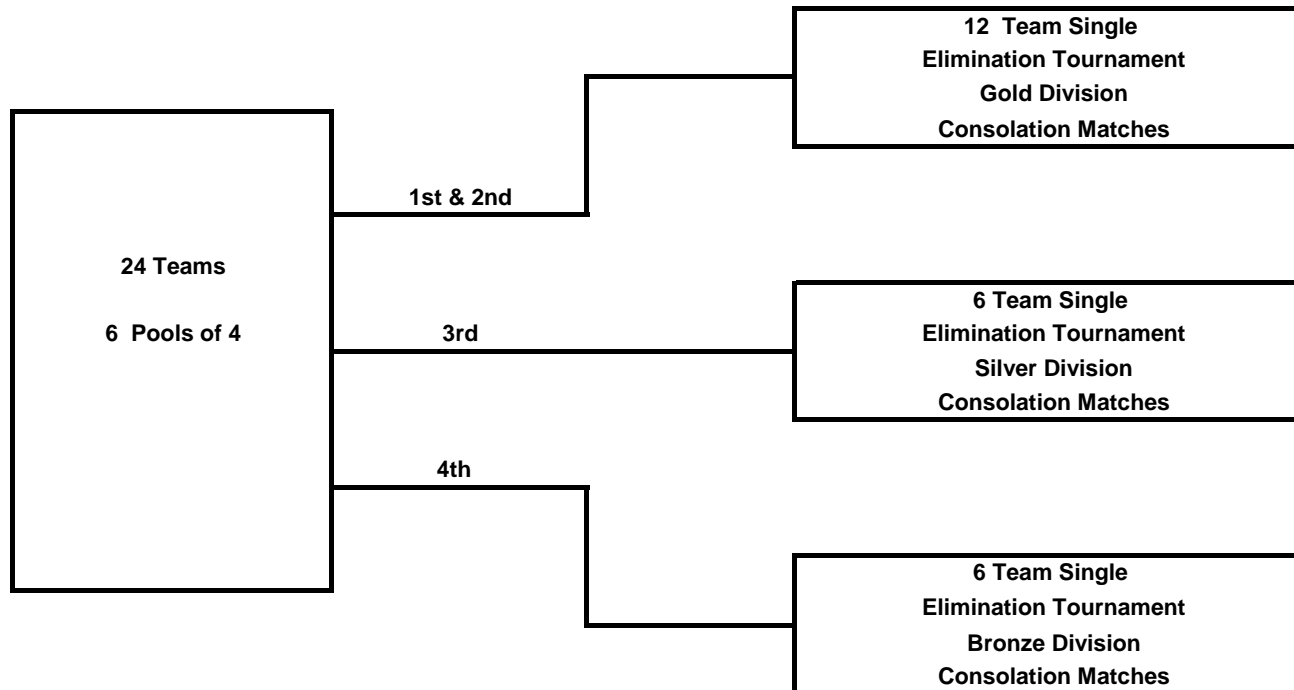 12 Team Single
Elimination Tournament
Gold Division
Consolation Matches
1st & 2nd
24 Teams
6 Pools of 4
3rd
6 Team Single
Elimination Tournament
Silver Division
Consolation Matches
4th
6 Team Single
Elimination Tournament
Bronze Division
Consolation Matches